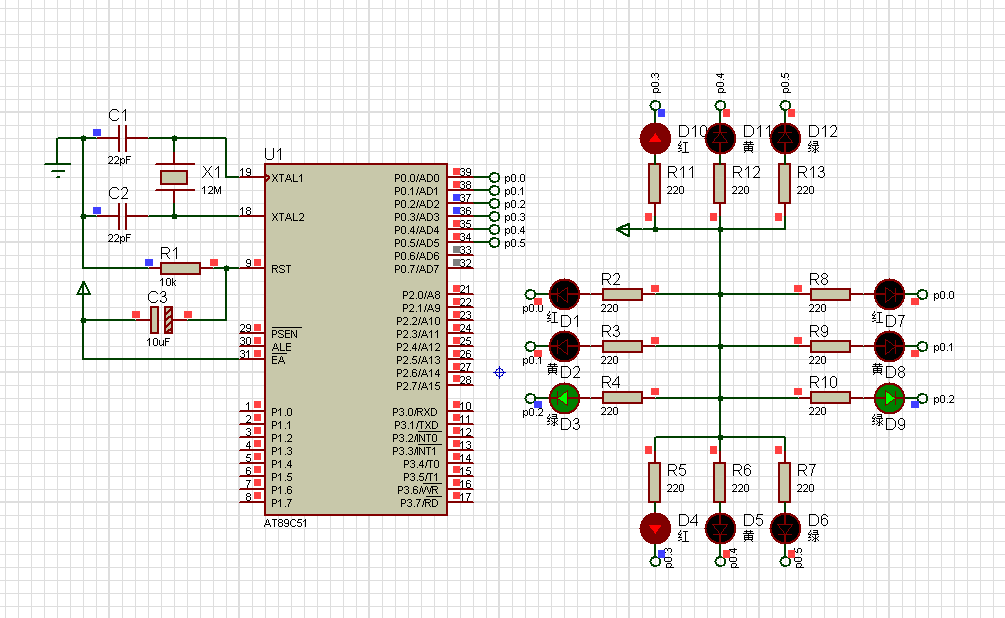 C1
22pF
C2
22pF
X1
12M
R1
10k
C3
10uF
U1
19
XTAL1
18
XTAL2
9
RST
29
PSEN
30
ALE
31
EA
1
P1.0
2
P1.1
3
P1.2
4
P1.3
5
P1.4
6
P1.5
7
P1.6
8
P1.7
P0.0/AD0
39
p0.0
P0.1/AD1
38
p0.1
P0.2/AD2
37
p0.2
P0.3/AD3
36
p0.3
P0.4/AD4
35
p0.4
P0.5/AD5
34
p0.5
P0.6/AD6
33
P0.7/AD7
32
P2.0/A8
21
P2.1/A9
22
P2.2/A10
23
P2.3/A11
24
P2.4/A12
25
P2.5/A13
26
P2.6/A14
27
P2.7/A15
28
P3.0/RXD
10
P3.1/TXD
11
P3.2/INT0
12
P3.3/INT1
13
P3.4/T0
14
P3.5/T1
15
P3.6/WR
16
P3.7/RD
17
AT89C51
p0.3
p0.4
p0.5
D10
红
D11
黄
D12
绿
R11
220
R12
220
R13
220
p0.0
红
D1
R2
220
R8
220
红
D7
p0.0
p0.1
黄
D2
R3
220
R9
220
黄
D8
p0.1
p0.2
绿
D3
R4
220
R10
220
绿
D9
p0.2
R5
220
R6
220
R7
220
D4
红
D5
黄
D6
绿
p0.3
p0.4
p0.5